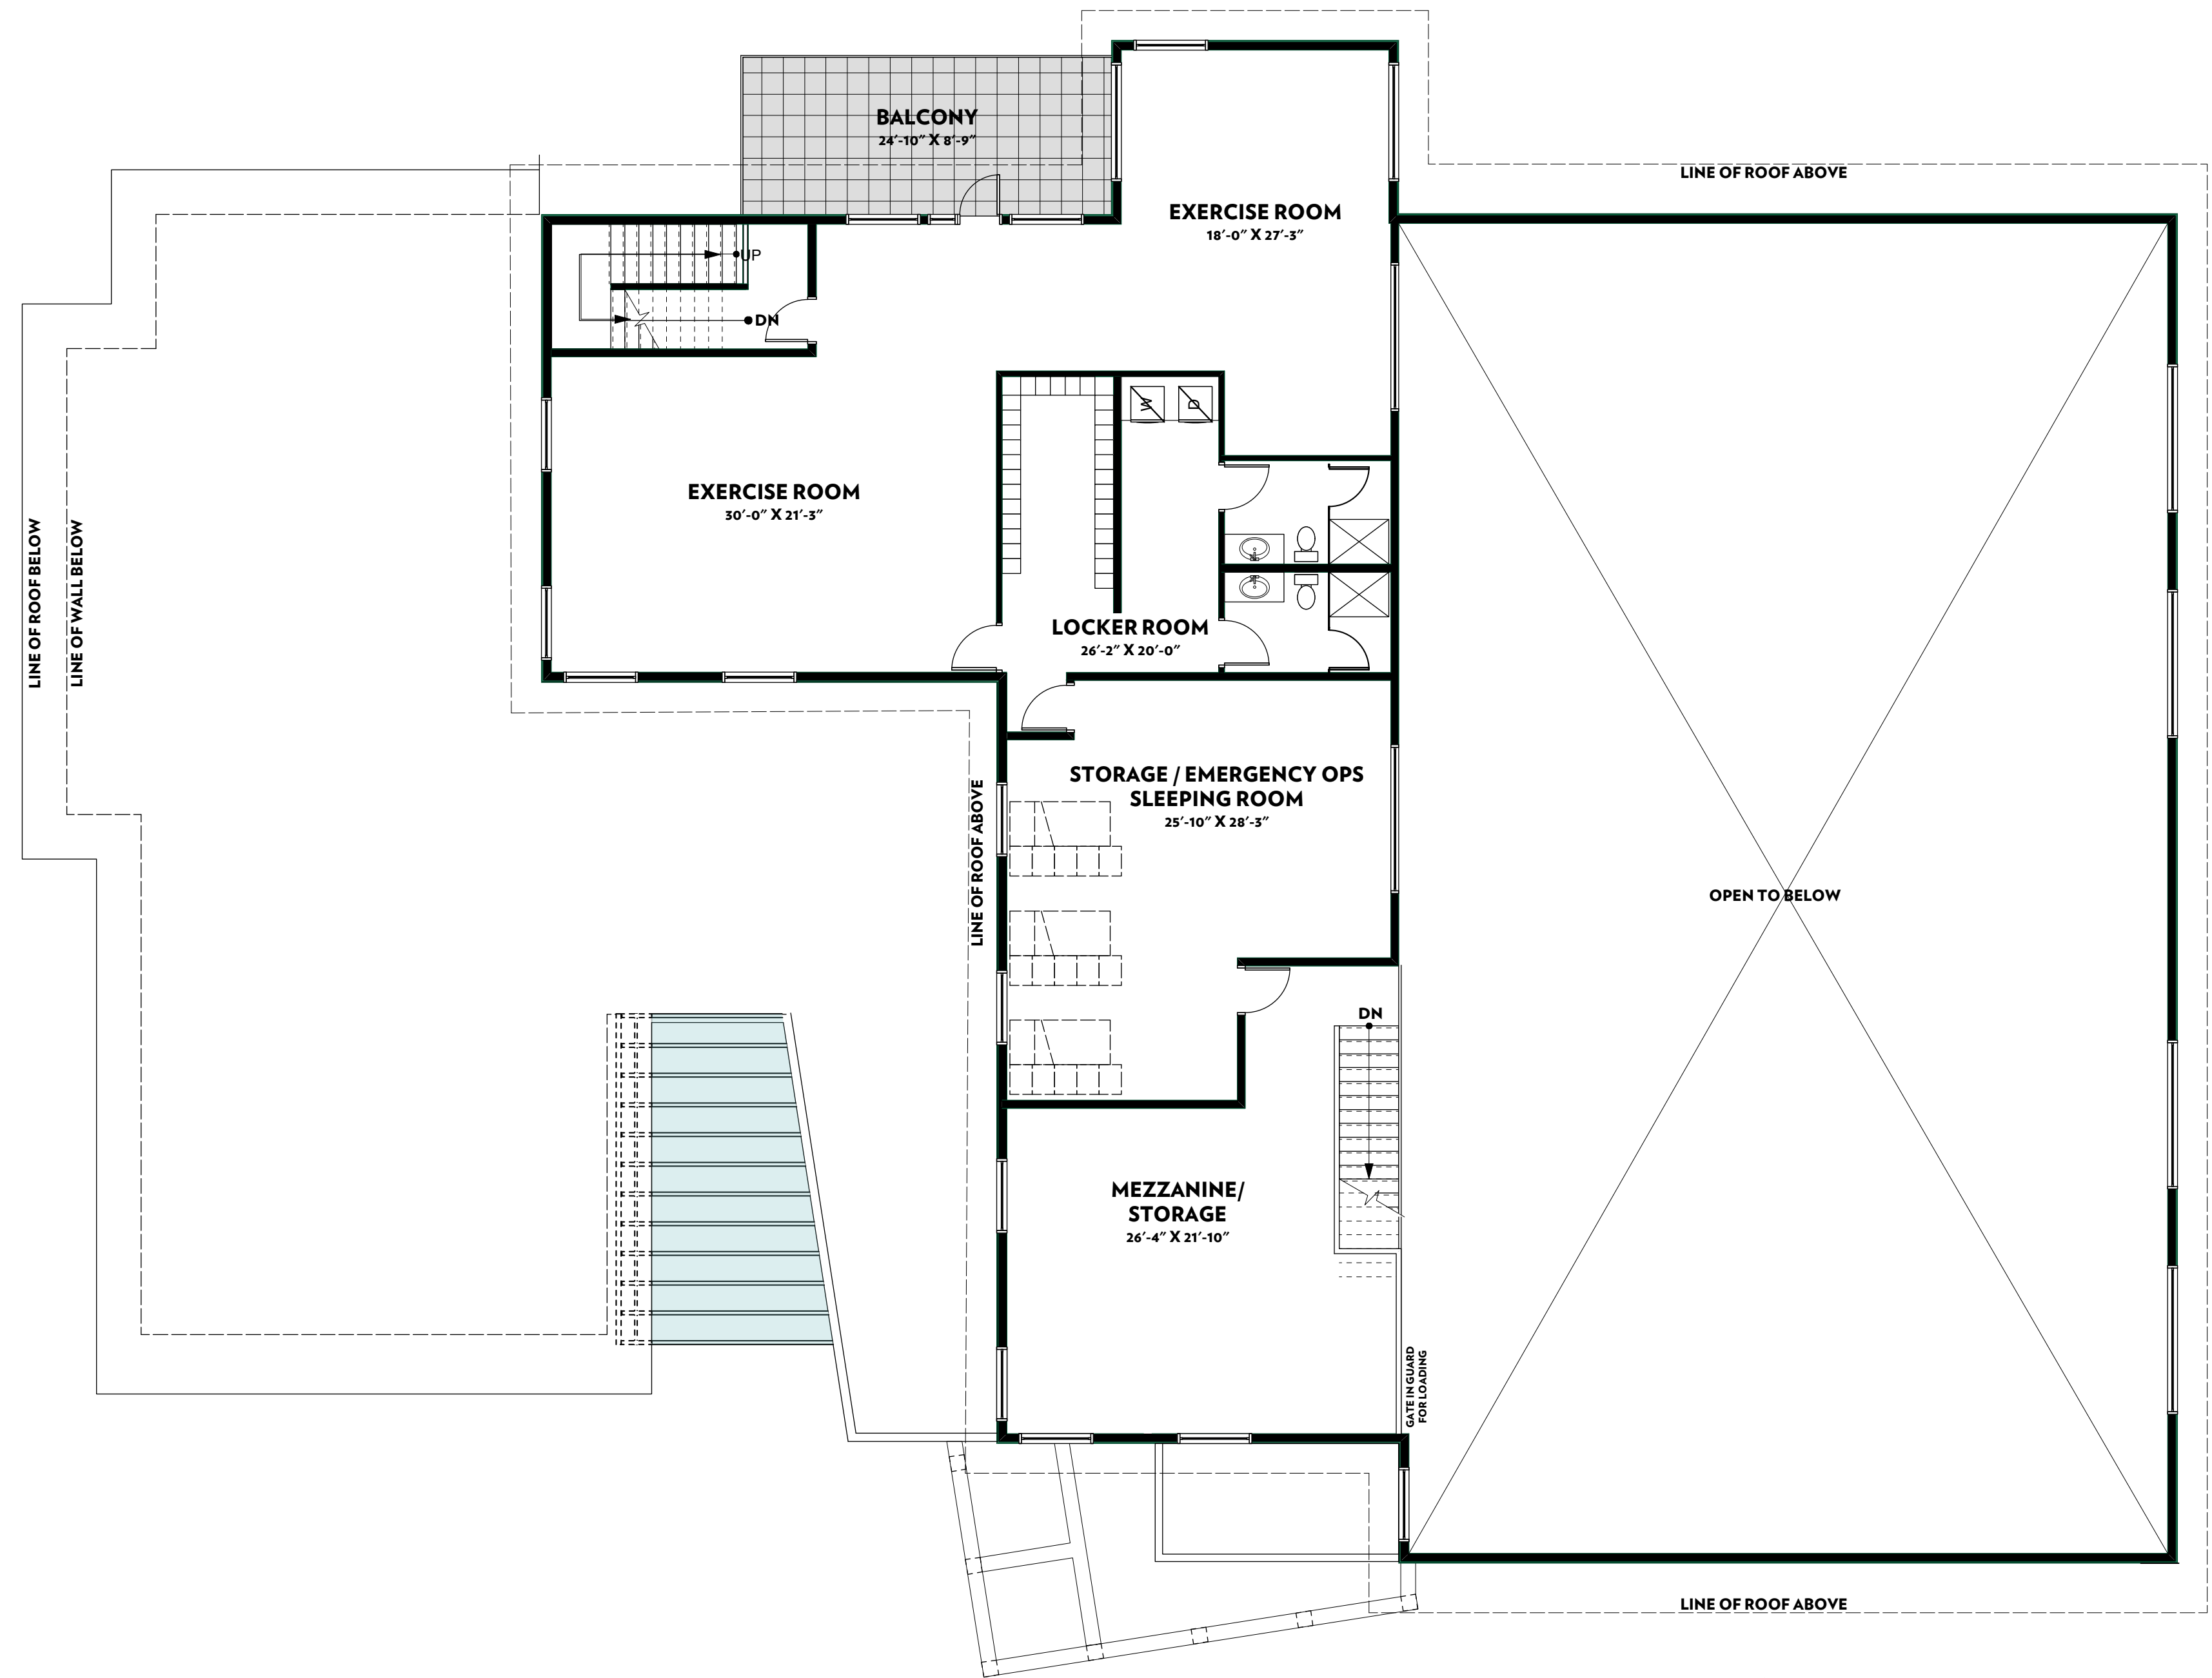 BALCONY
24'-10" X 8'-9"
LINE OF ROOF ABOVE
EXERCISE ROOM
18'-0" X 27'-3"
UP
DN
W
D
EXERCISE ROOM
30'-0" X 21'-3"
LINE OF ROOF BELOW
LINE OF WALL BELOW
LOCKER ROOM
26'-2" X 20'-0"
STORAGE / EMERGENCY OPS
SLEEPING ROOM
25'-10" X 28'-3"
LINE OF ROOF ABOVE
OPEN TO BELOW
DN
MEZZANINE/
STORAGE
26'-4" X 21'-10"
GATE IN GUARD
FOR LOADING
LINE OF ROOF ABOVE